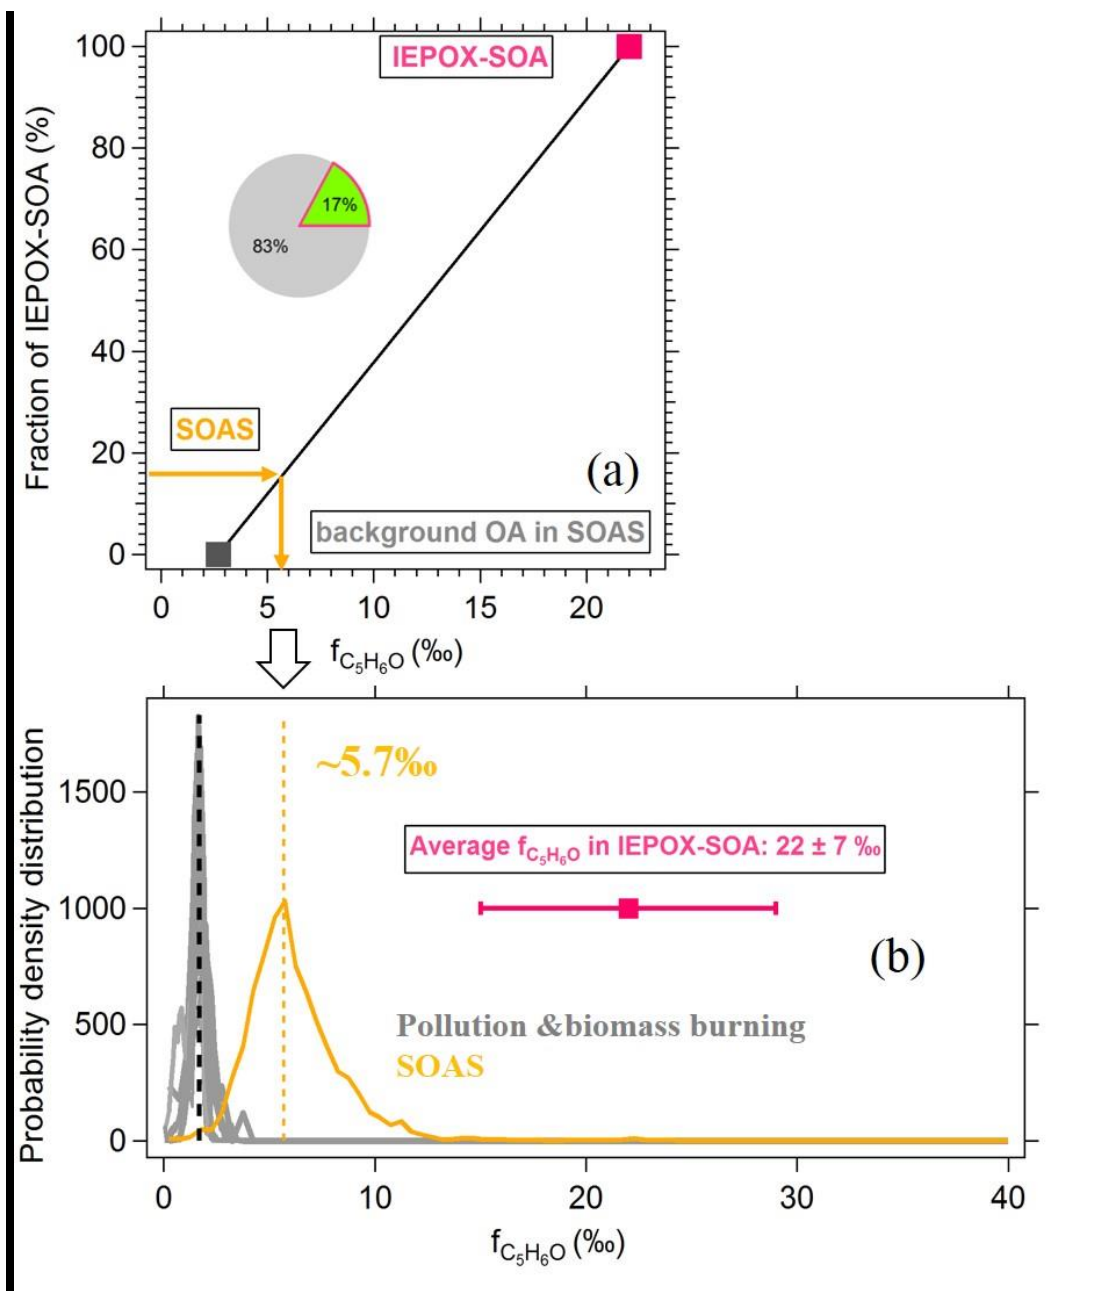 100
IEPOX-SOA
80
17%
83%
60
Fraction of IEPOX-SOA (%)
40
SOAS
20
(a)
background OA in SOAS
0
0 5 10 15 20
fC5H6O (‰)
~5.7‰
1500
Average fC5H6O in IEPOX-SOA: 22 ± 7 ‰
1000
(b)
Probability density distribution
500
Pollution &biomass burning
SOAS
0
0 10 20 30 40
fC5H6O (‰)